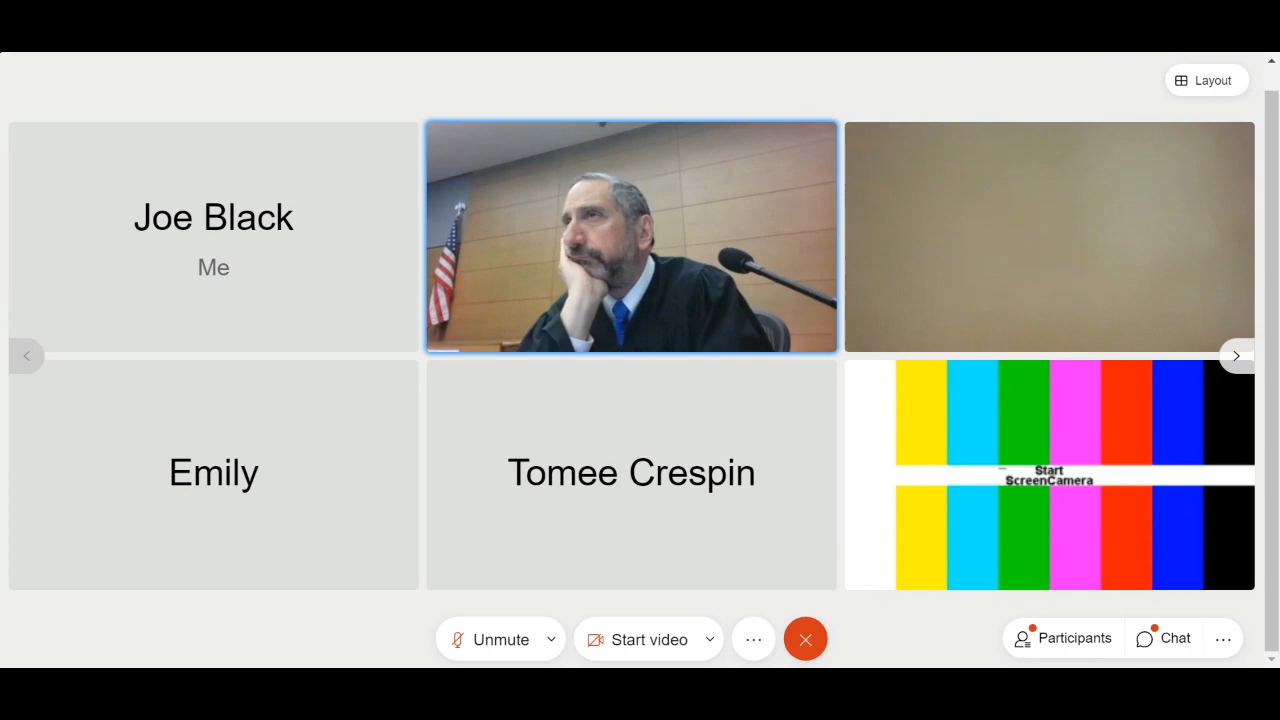 Layout
Joe Black
Me
Emily
Tomee Crespin
Start
ScreenCamera
Unmute
Start video
Participants
Chat